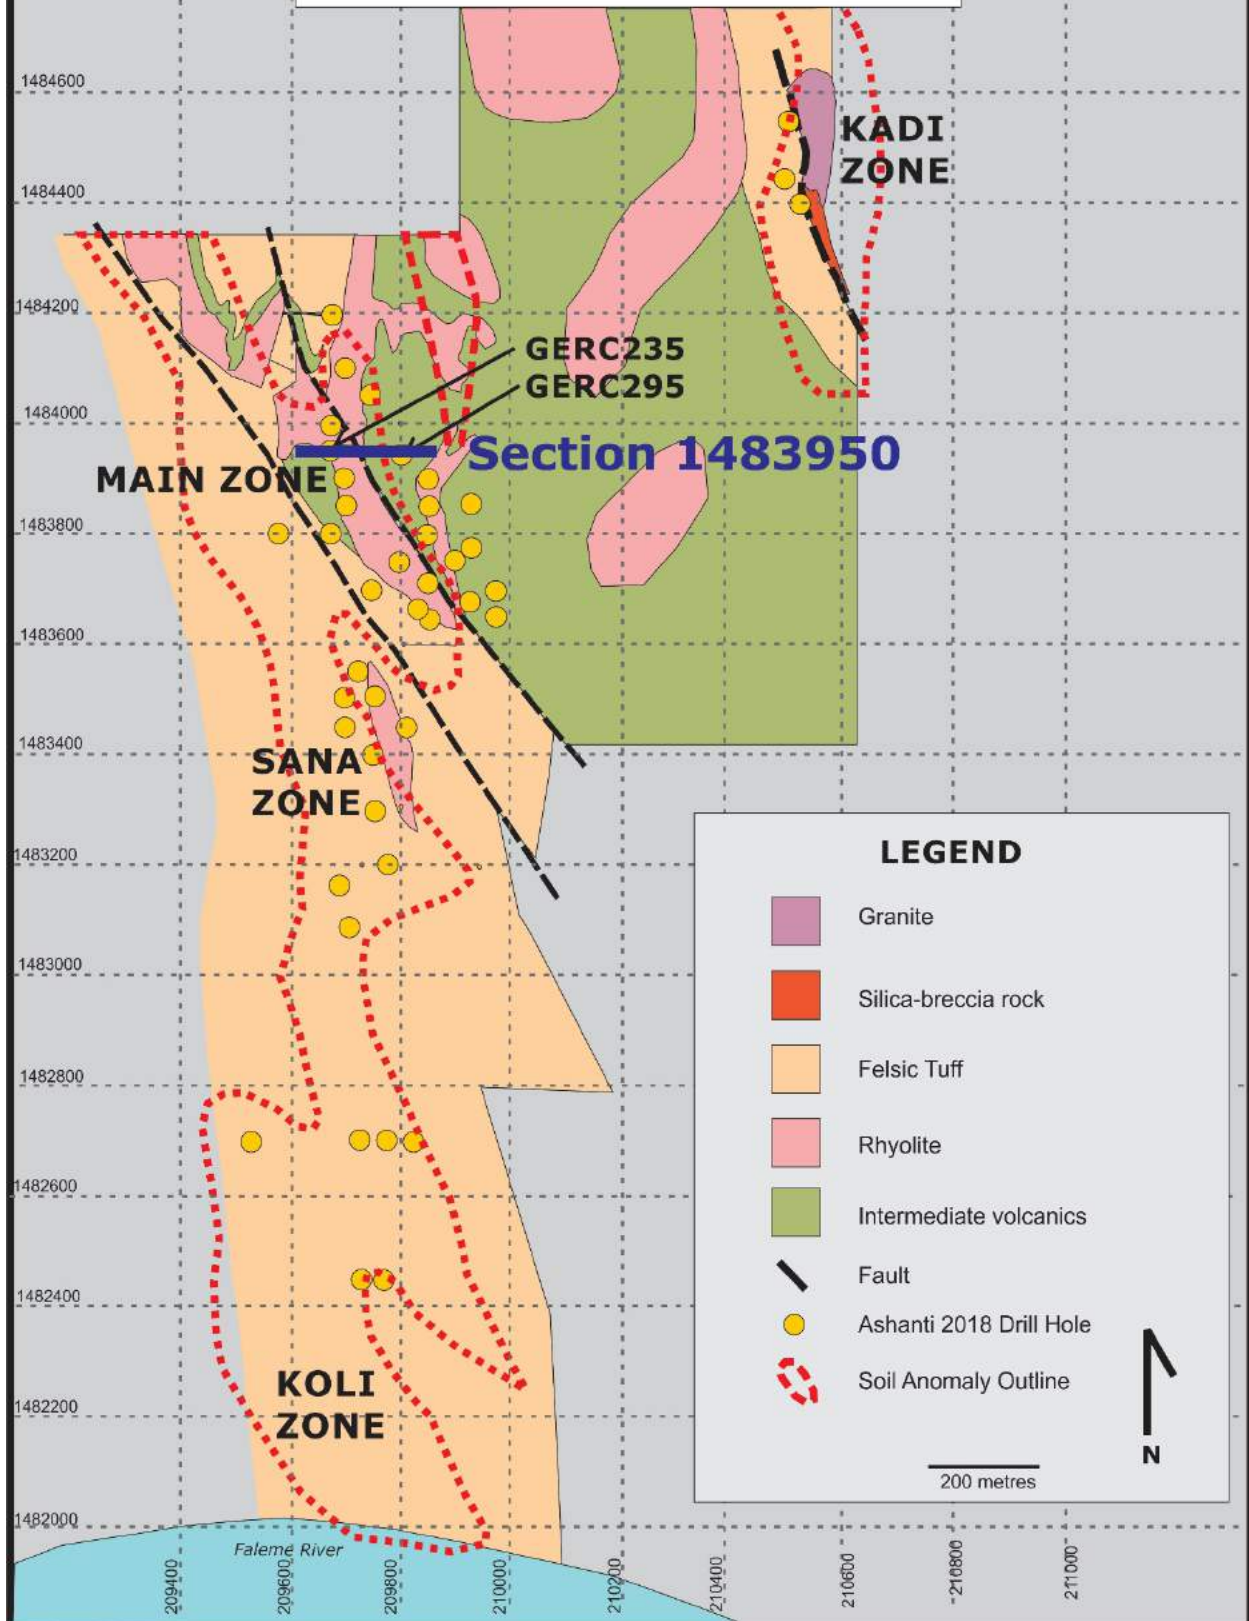 1484600
KADI
ZONE
1484400
1484200
GERC235
GERC295
1484000
Section 1483950
MAIN ZONE
1483800
1483600
1483400
SANA
ZONE
1483200
1483000
1482800
1482600
1482400
KOLI
ZONE
1482200
1482000
Faleme River
209400
209600
209800
210000
210200
210400
210600
210800
211000
LEGEND
Granite
Silica-breccia rock
Felsic Tuff
Rhyolite
Intermediate volcanics
Fault
Ashanti 2018 Drill Hole
Soil Anomaly Outline
200 metres
N